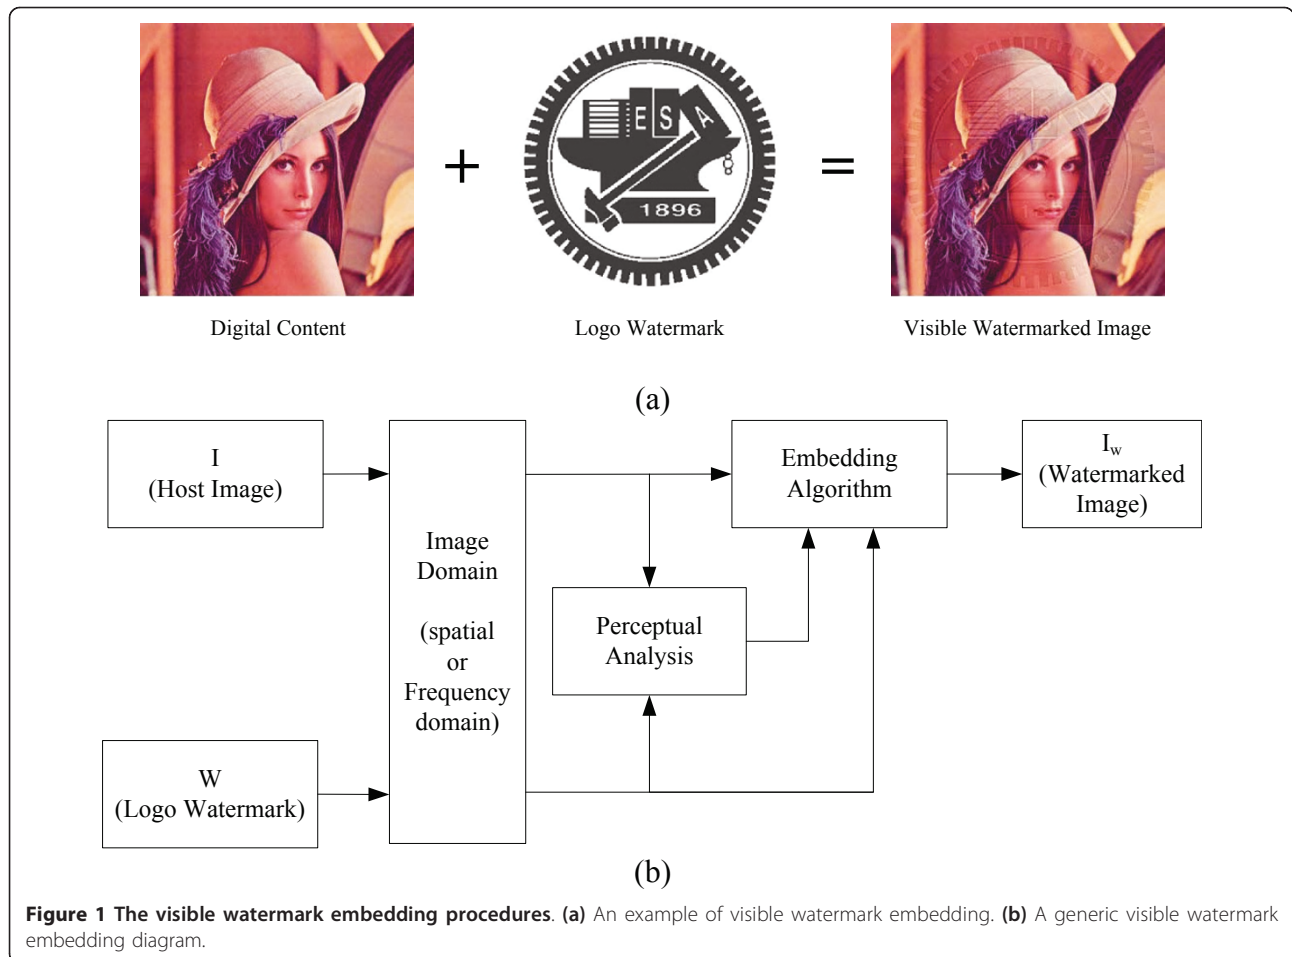 E S A
1896
+
=
Digital Content
Logo Watermark
Visible Watermarked Image
(a)
I
(Host Image)
Image
Domain
(spatial
or
Frequency
domain)
W
(Logo Watermark)
Perceptual
Analysis
Embedding
Algorithm
I_w
(Watermarked
Image)
(b)
Figure 1 The visible watermark embedding procedures. (a) An example of visible watermark embedding. (b) A generic visible watermark
embedding diagram.